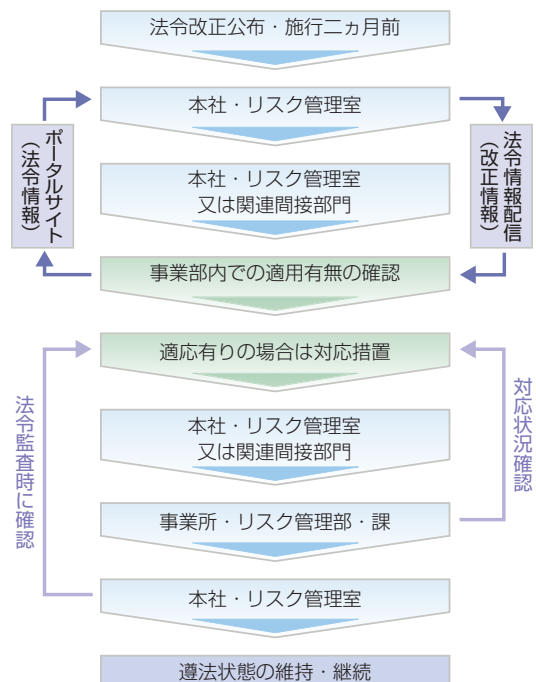 法令改正公布・施行二ヵ月前
本社・リスク管理室
ポータルサイト
（法令情報）
法令情報配信
（改正情報）
本社・リスク管理室
又は関連間接部門
事業部内での適用有無の確認
適応有りの場合は対応措置
法令監査時に確認
対応状況確認
本社・リスク管理室
又は関連間接部門
事業所・リスク管理部・課
本社・リスク管理室
遵法状態の維持・継続